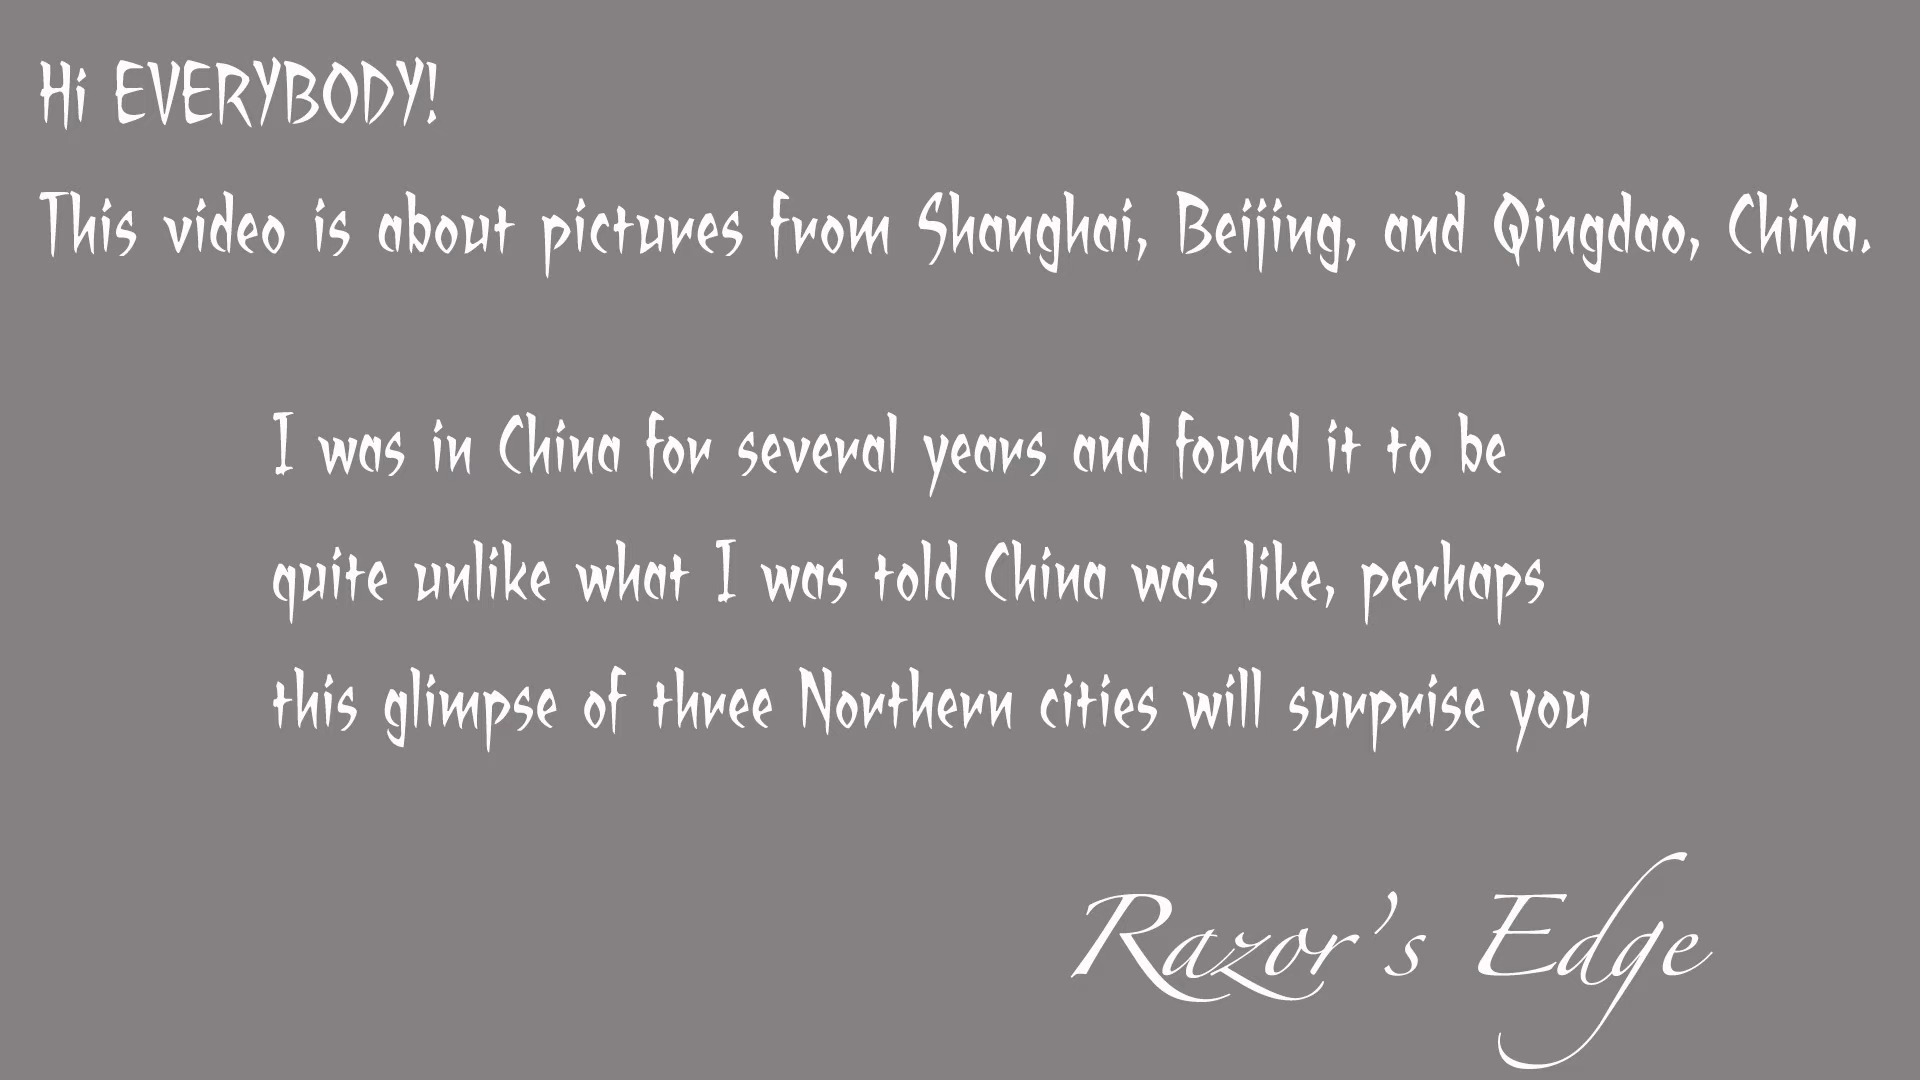 Hi EVERYBODY!
This video is about pictures from Shanghai, Beijing, and Qingdao, China.
I was in China for several years and found it to be
quite unlike what I was told China was like, perhaps
this glimpse of three Northern cities will surprise you
Razor's Edge